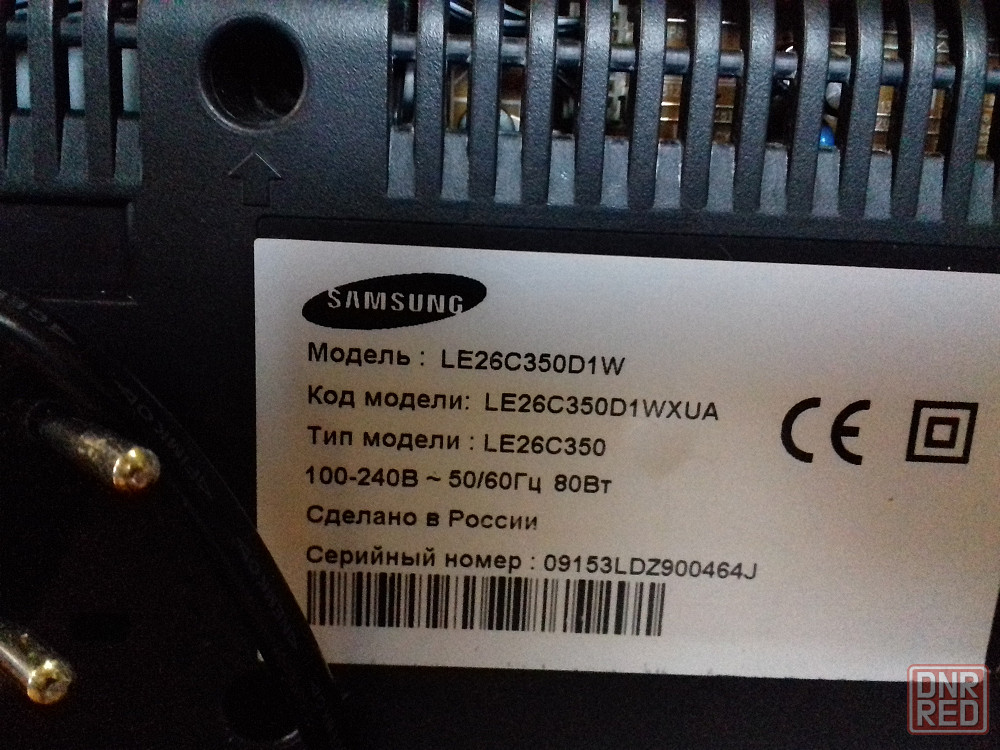 SAMSUNG
Модель : LE26C350D1W
Код модели: LE26C350D1WXUA
Тип модели : LE26C350
100-240В ~ 50/60Гц 80Вт
Сделано в России
Серийный номер : 09153LDZ900464J
CE
DNR
RED